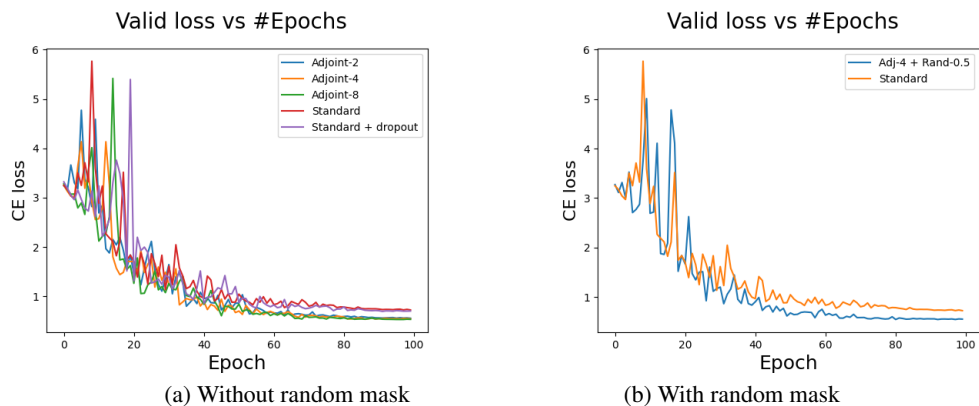 Valid loss vs #Epochs
6
5
4
3
2
1
CE loss
Adjoint-2
Adjoint-4
Adjoint-8
Standard
Standard + dropout
0 20 40 60 80 100
Epoch
(a) Without random mask
Valid loss vs #Epochs
6
5
4
3
2
1
CE loss
Adj-4 + Rand-0.5
Standard
0 20 40 60 80 100
Epoch
(b) With random mask